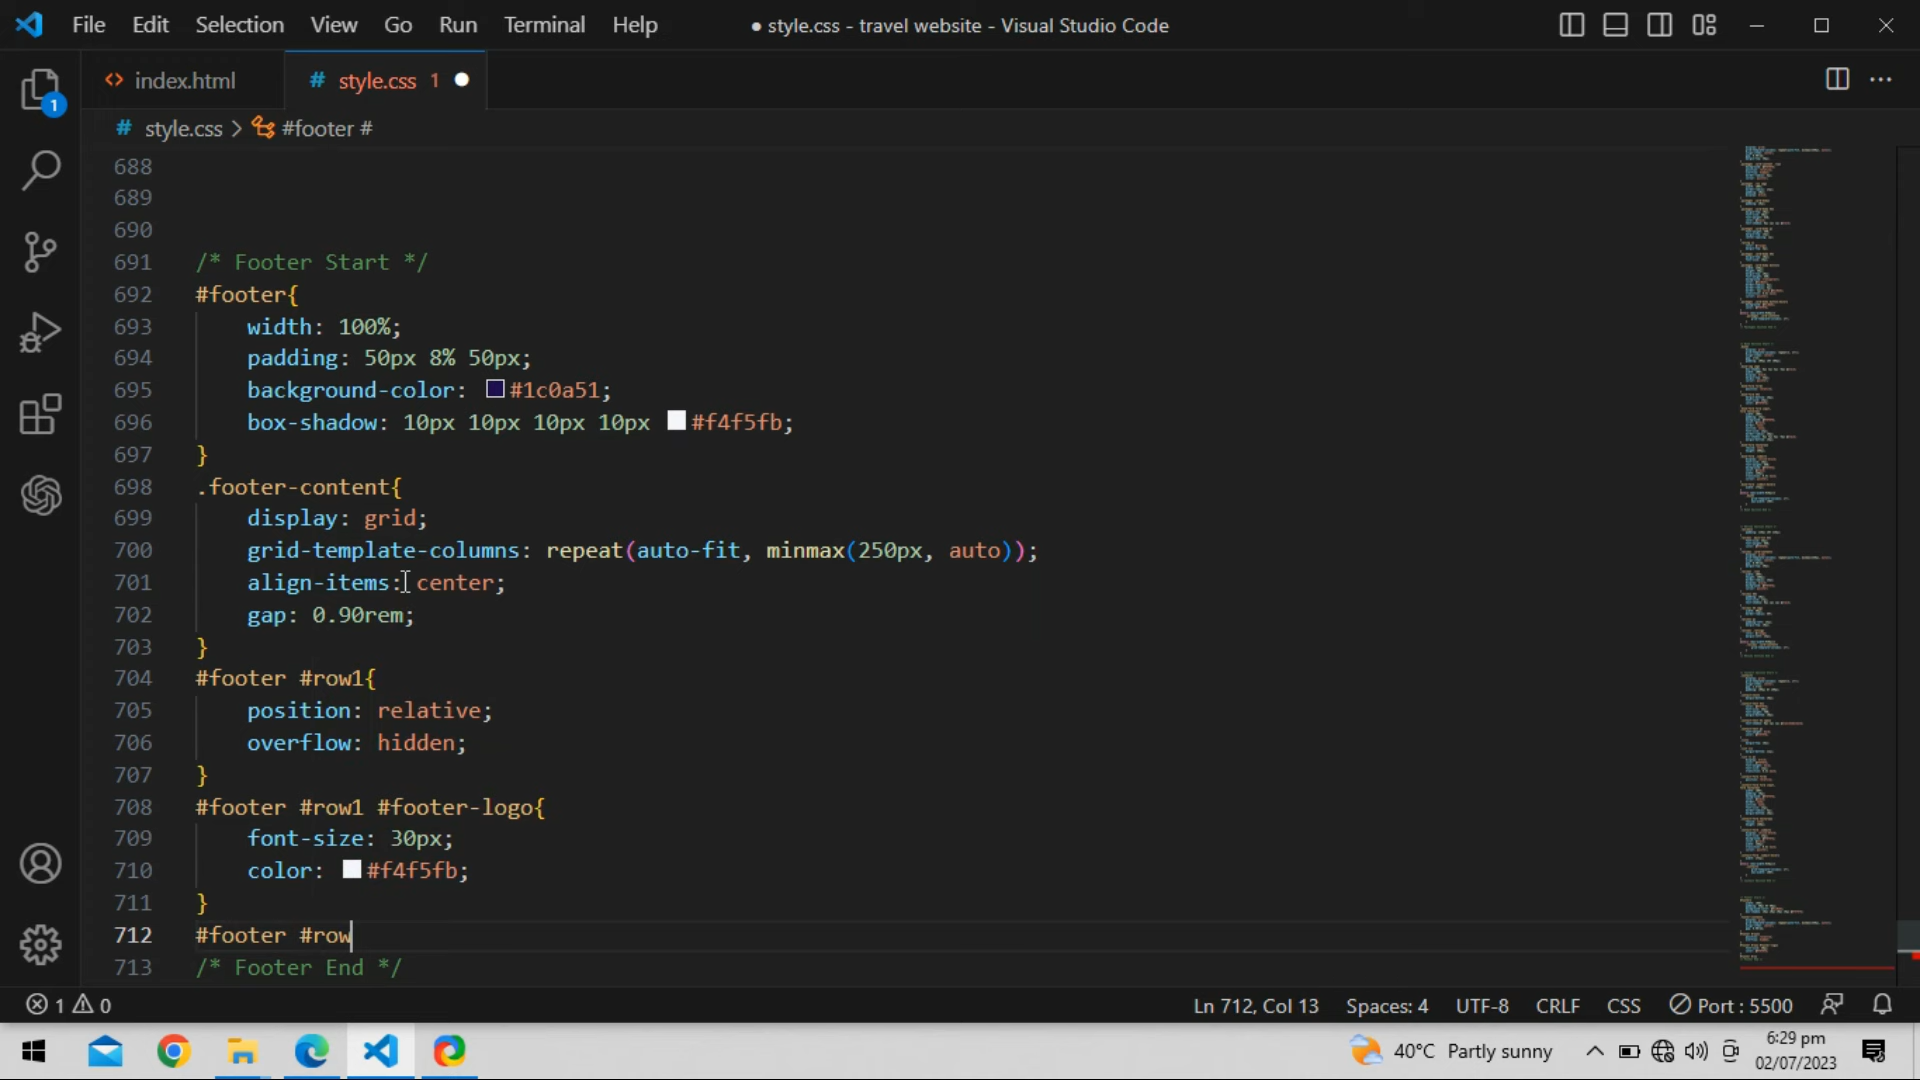 File Edit Selection View Go Run Terminal Help ● style.css - travel website - Visual Studio Code
<> index.html # style.css 1 ●
# style.css > #footer #
1
688
689
690
691 /* Footer Start */
692 #footer{
693 width: 100%;
694 padding: 50px 8% 50px;
695 background-color: #1c0a51;
696 box-shadow: 10px 10px 10px 10px #f4f5fb;
697 }
698 .footer-content{
699 display: grid;
700 grid-template-columns: repeat(auto-fit, minmax(250px, auto));
701 align-items: center;
702 gap: 0.90rem;
703 }
704 #footer #row1{
705 position: relative;
706 overflow: hidden;
707 }
708 #footer #row1 #footer-logo{
709 font-size: 30px;
710 color: #f4f5fb;
711 }
712 #footer #row
713 /* Footer End */
1 0 Ln 712, Col 13 Spaces: 4 UTF-8 CRLF CSS Port : 5500
40°C Partly sunny 6:29 pm
02/07/2023